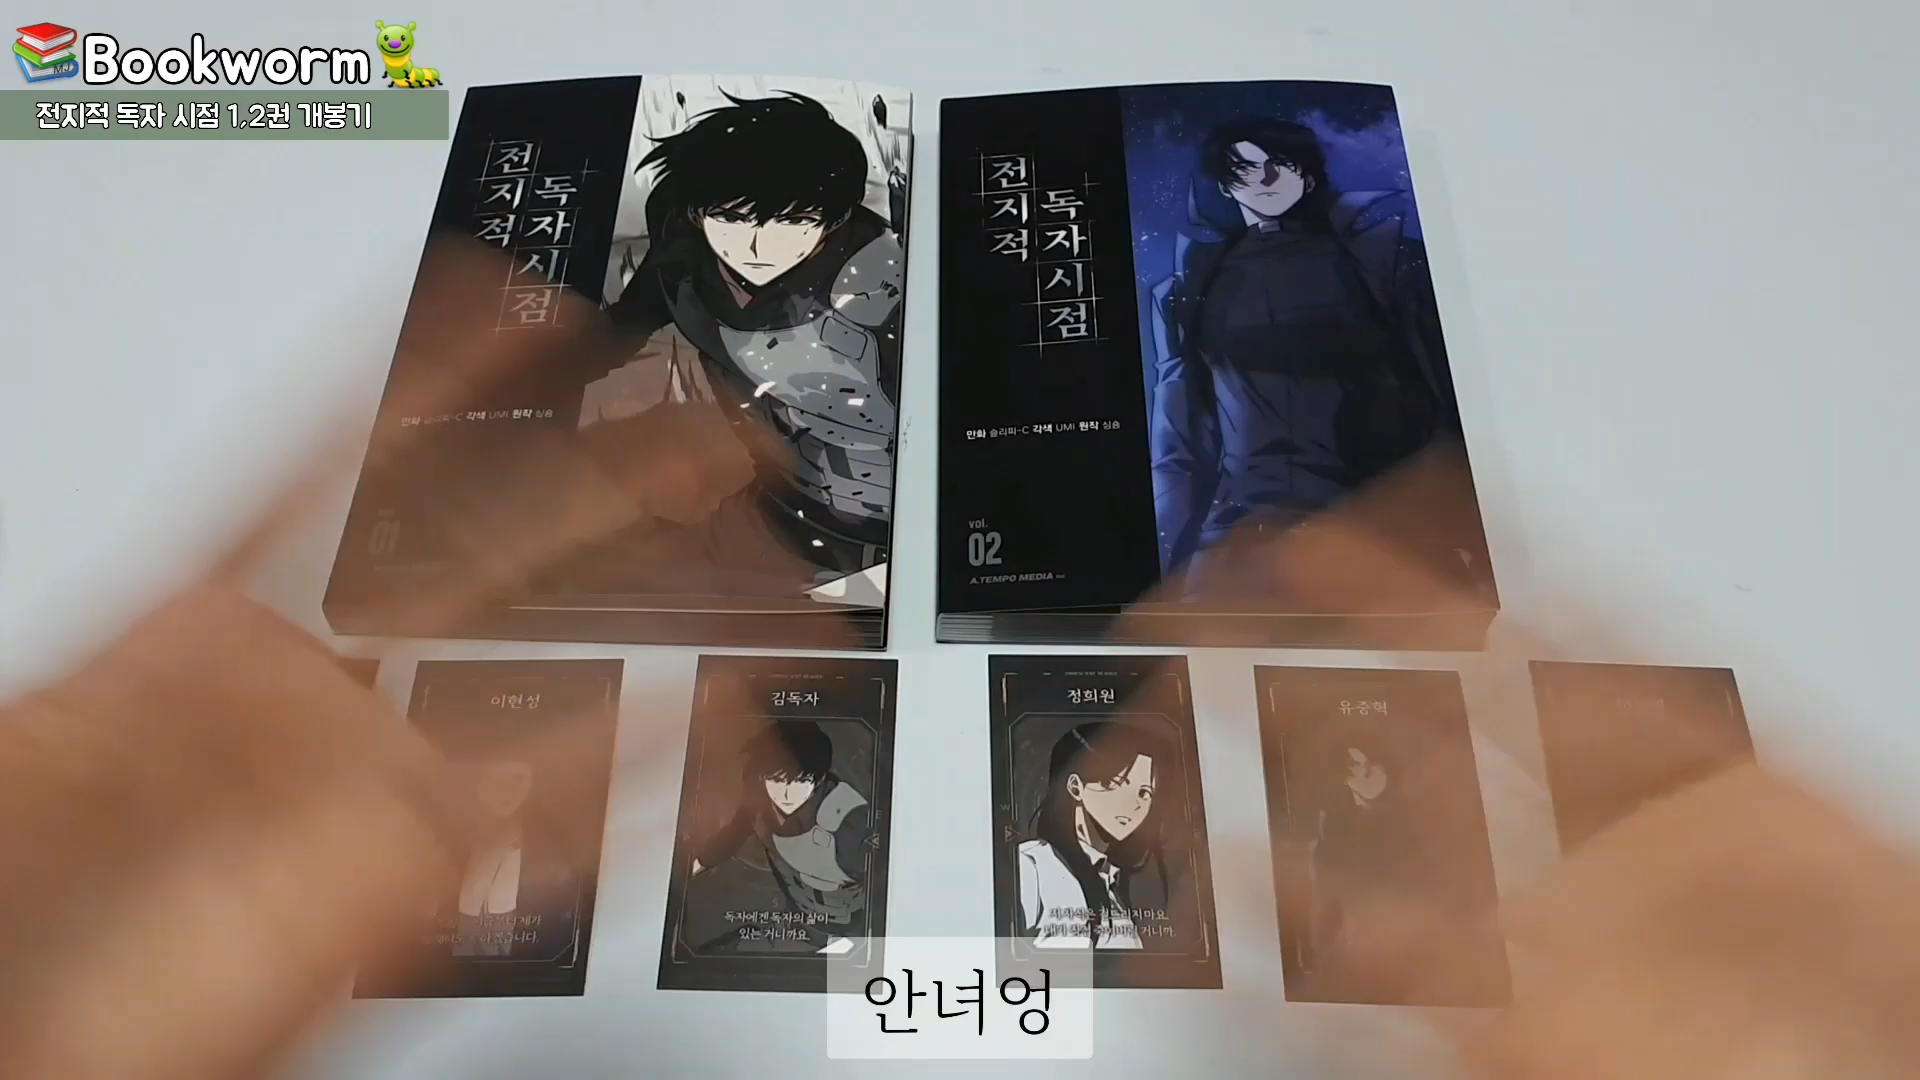 Bookworm
MJ
전지적 독자 시점 1,2권 개봉기
전지적
독자시점
만화 슬리피-C 각색 UMI 원작 싱숑
전지적
독자시점
만화 슬리피-C 각색 UMI 원작 싱숑
vol.
02
A.TEMPO MEDIA
이현성
김독자
독자에겐 독자의 삶이
있는 거니까요.
정희원
유중혁
안녀엉